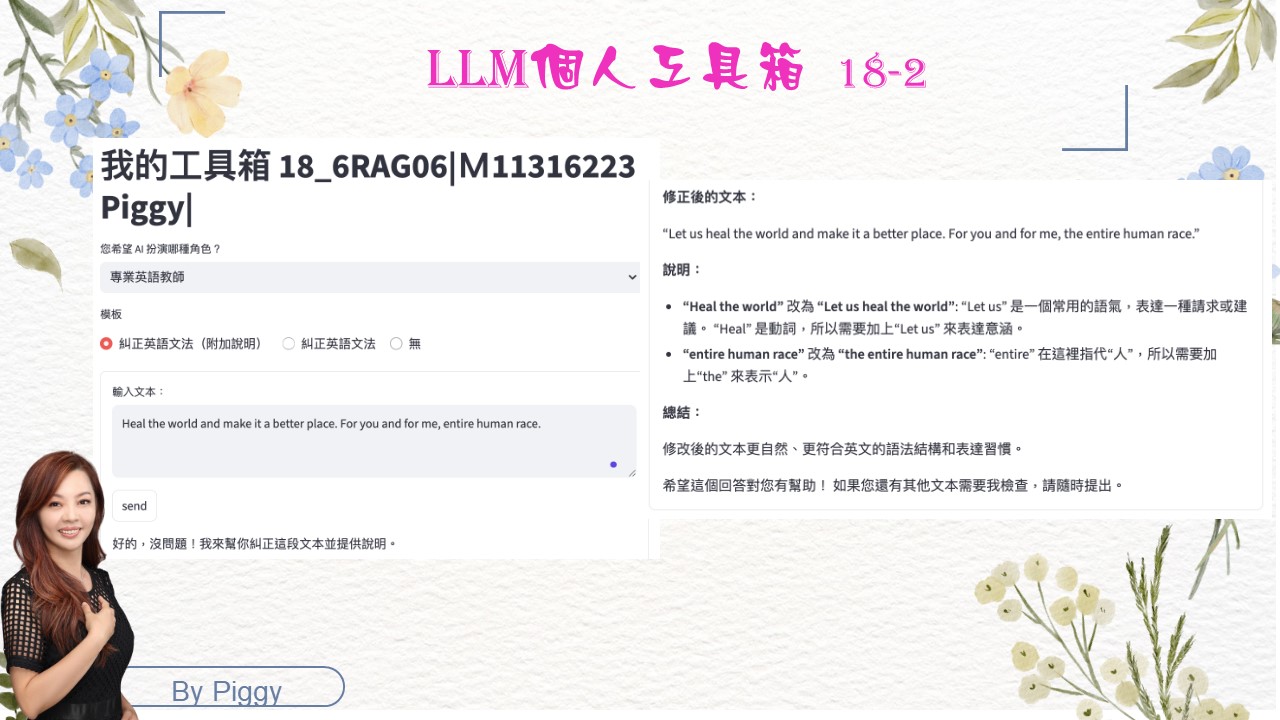 LLM個人工具箱 18-2
我的工具箱 18_6RAG06|M11316223
Piggy|
您希望 AI 扮演哪種角色？
專業英語教師
模板
糾正英語文法（附加說明）
糾正英語文法
無
輸入文本：
Heal the world and make it a better place. For you and for me, entire human race.
send
好的，沒問題！我來幫你糾正這段文本並提供說明。
修正後的文本：
“Let us heal the world and make it a better place. For you and for me, the entire human race.”
說明：
• “Heal the world” 改為 “Let us heal the world”: “Let us” 是一個常用的語氣，表達一種請求或建
議。 “Heal” 是動詞，所以需要加上“Let us” 來表達意涵。
• “entire human race” 改為 “the entire human race”: “entire” 在這裡指代“人”，所以需要加
上“the” 來表示“人”。
總結：
修改後的文本更自然、更符合英文的語法結構和表達習慣。
希望這個回答對您有幫助！ 如果您還有其他文本需要我檢查，請隨時提出。
By Piggy